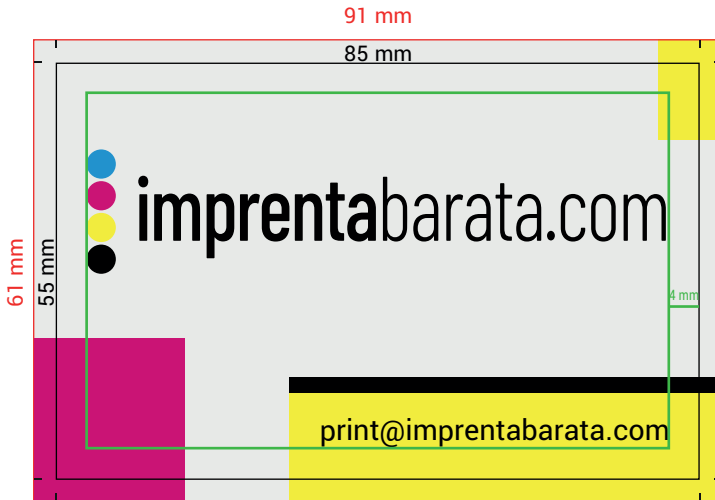 91 mm
85 mm
imprentabarata.com
61 mm
55 mm
4 mm
print@imprentabarata.com